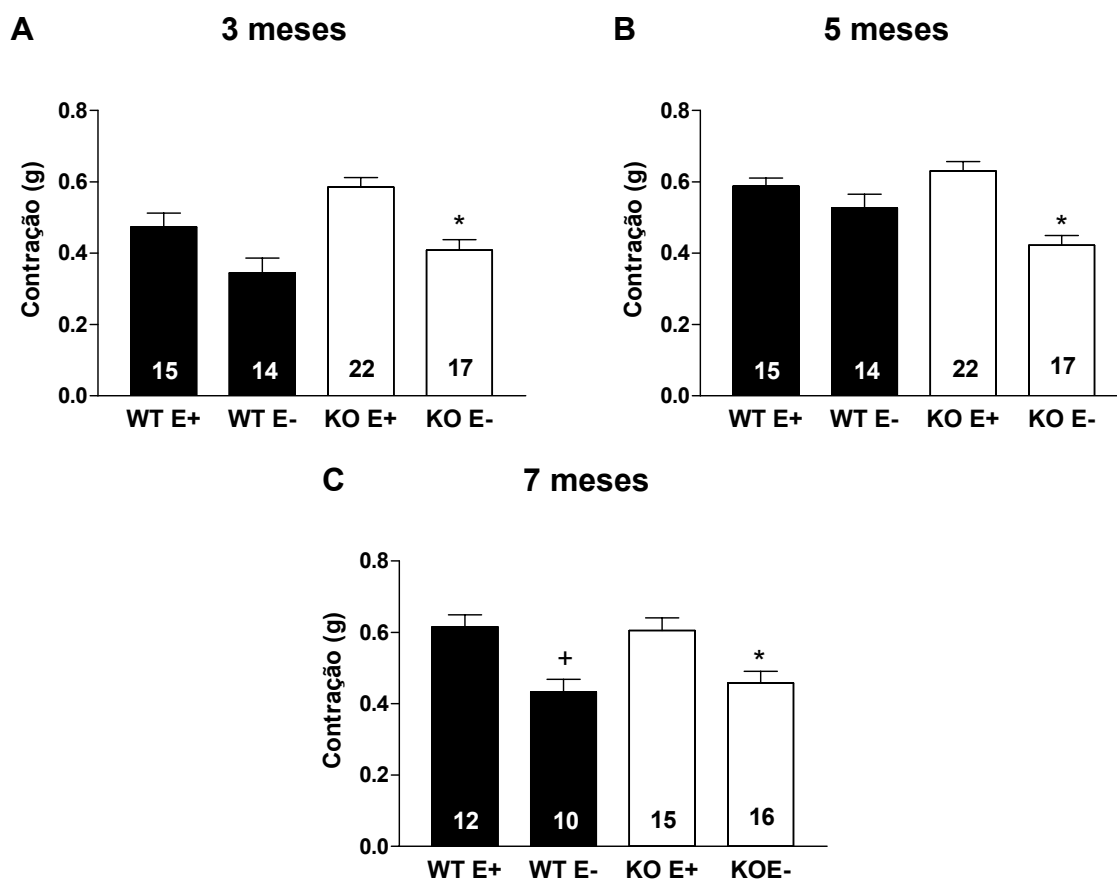 A
3 meses
Contração (g)
0.8
0.6
0.4
0.2
0.0
*
15
14
22
17
WT E+
WT E-
KO E+
KO E-
B
5 meses
Contração (g)
0.8
0.6
0.4
0.2
0.0
*
15
14
22
17
WT E+
WT E-
KO E+
KO E-
C
7 meses
Contração (g)
0.8
0.6
0.4
0.2
0.0
+
*
12
10
15
16
WT E+
WT E-
KO E+
KOE-